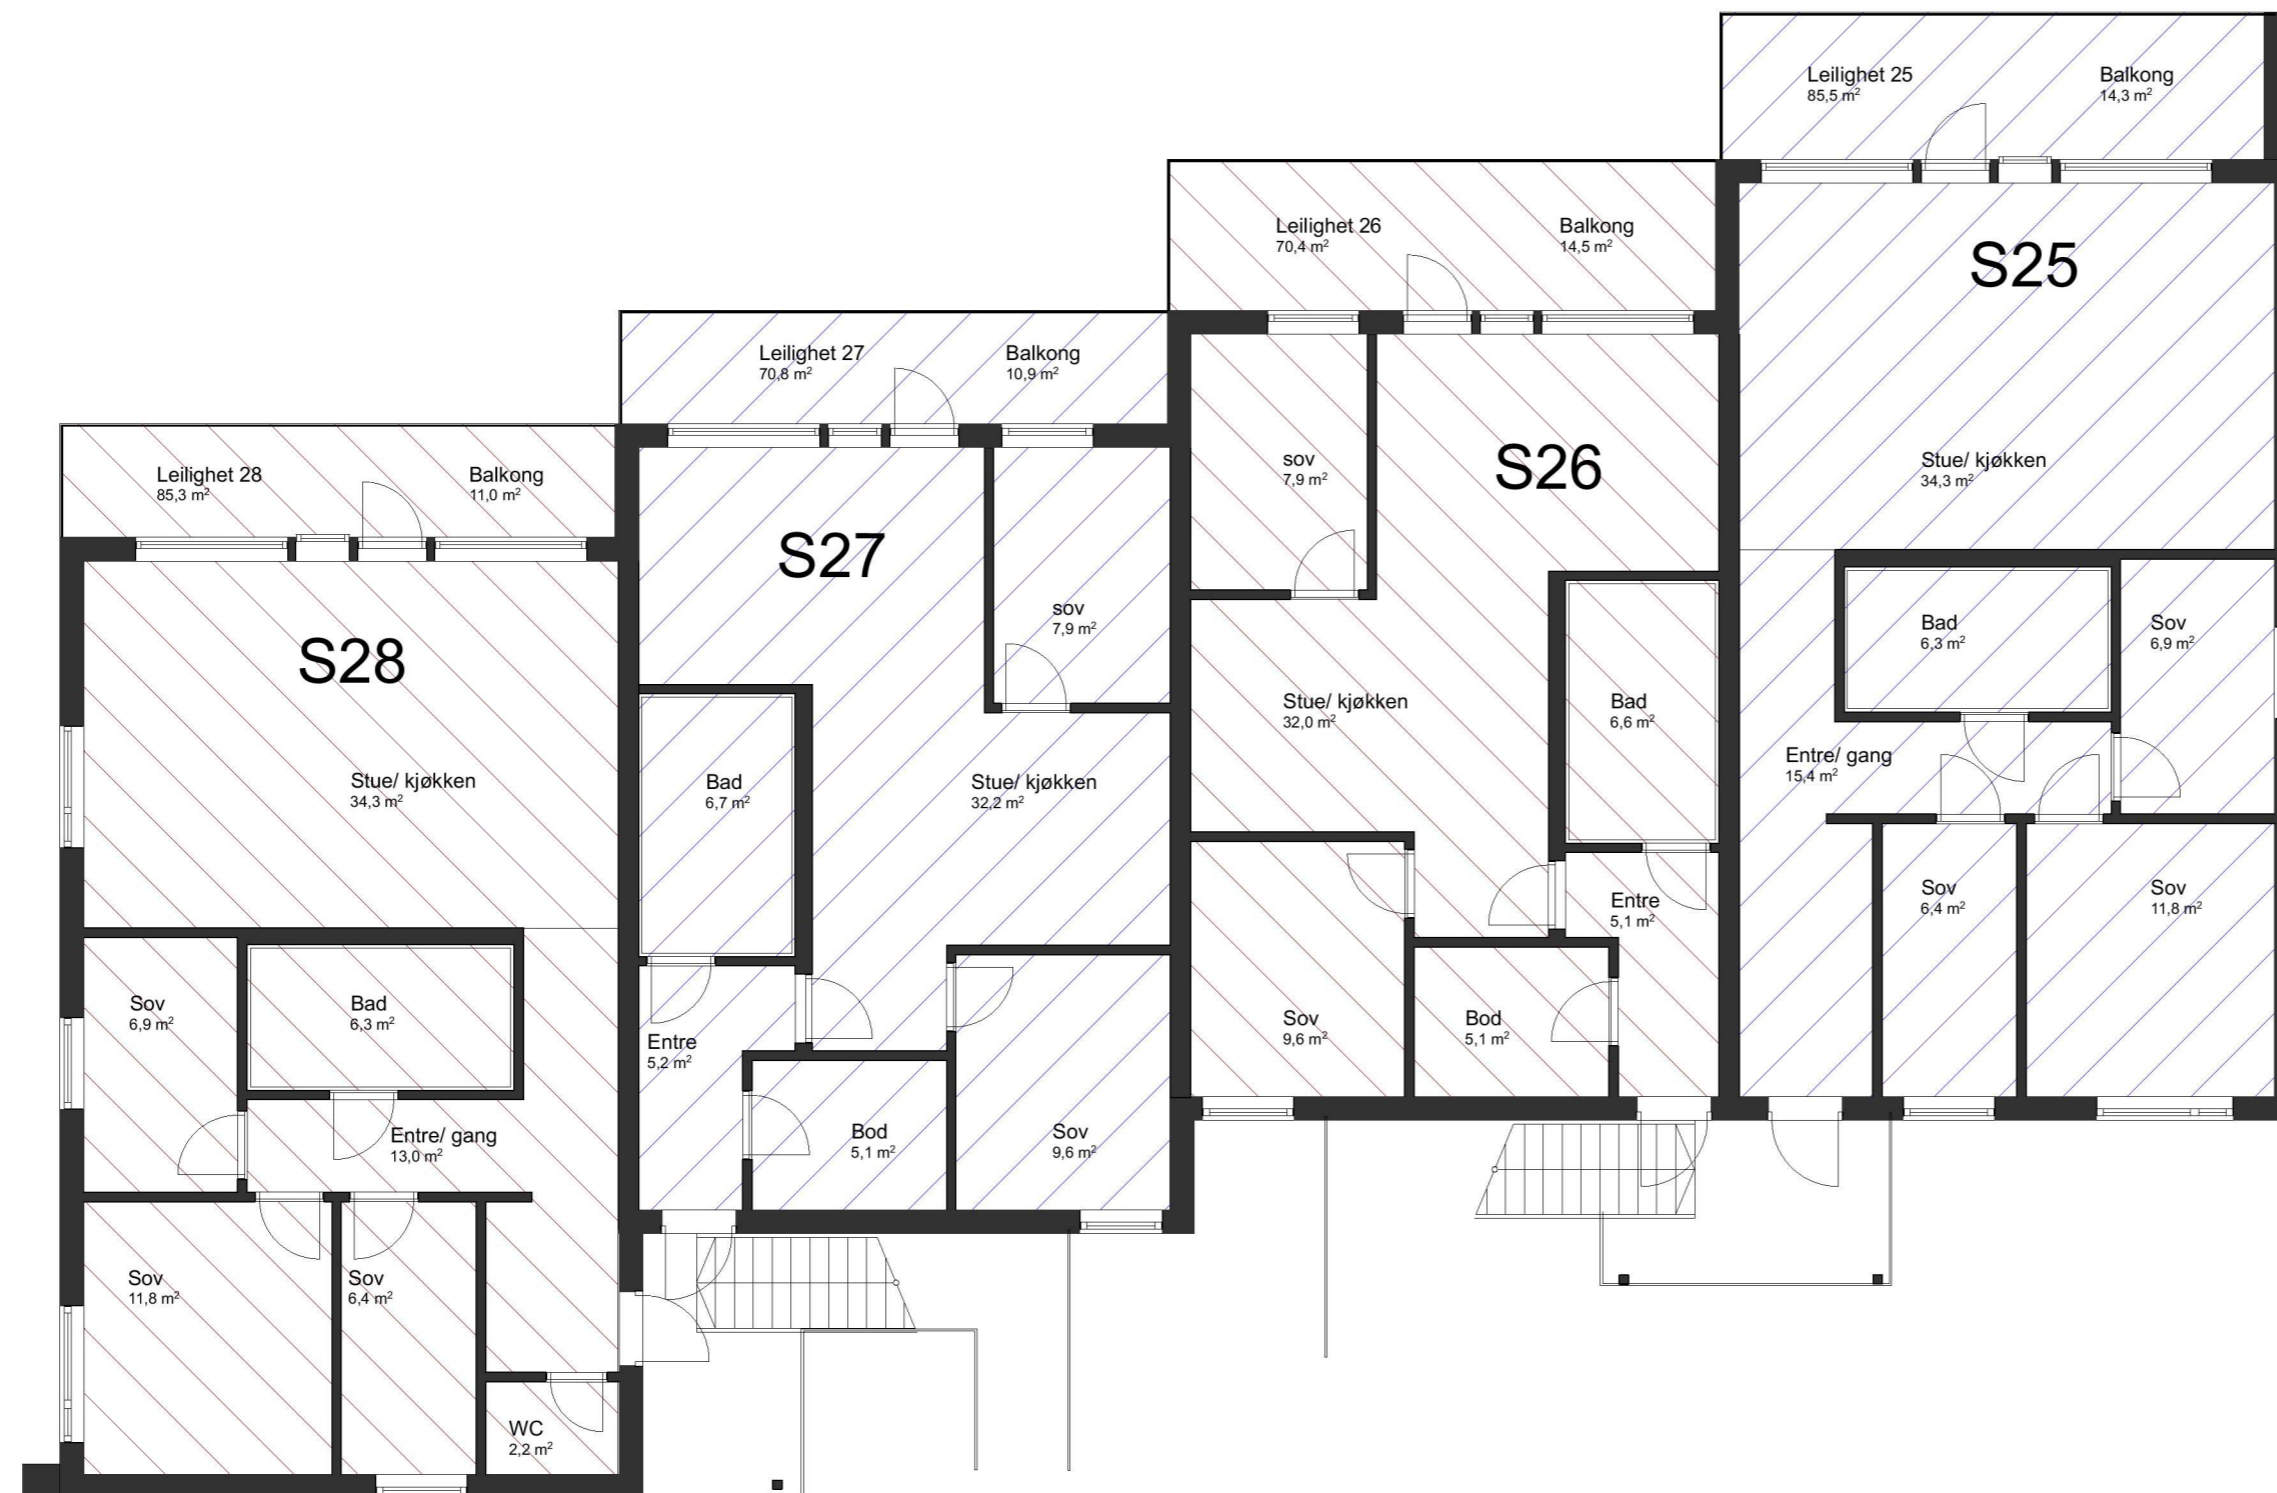 Leilighet 28
85,3 m²
Balkong
11,0 m²
S28
Stue/ kjøkken
34,3 m²
Sov
6,9 m²
Bad
6,3 m²
Entre/ gang
13,0 m²
Sov
11,8 m²
Sov
6,4 m²
WC
2,2 m²
Leilighet 27
70,8 m²
Balkong
10,9 m²
S27
sov
7,9 m²
Bad
6,7 m²
Stue/ kjøkken
32,2 m²
Entre
5,2 m²
Bod
5,1 m²
Sov
9,6 m²
Leilighet 26
70,4 m²
Balkong
14,5 m²
sov
7,9 m²
S26
Stue/ kjøkken
32,0 m²
Bad
6,6 m²
Entre
5,1 m²
Sov
9,6 m²
Bod
5,1 m²
Leilighet 25
85,5 m²
Balkong
14,3 m²
S25
Stue/ kjøkken
34,3 m²
Bad
6,3 m²
Sov
6,9 m²
Entre/ gang
15,4 m²
Sov
6,4 m²
Sov
11,8 m²